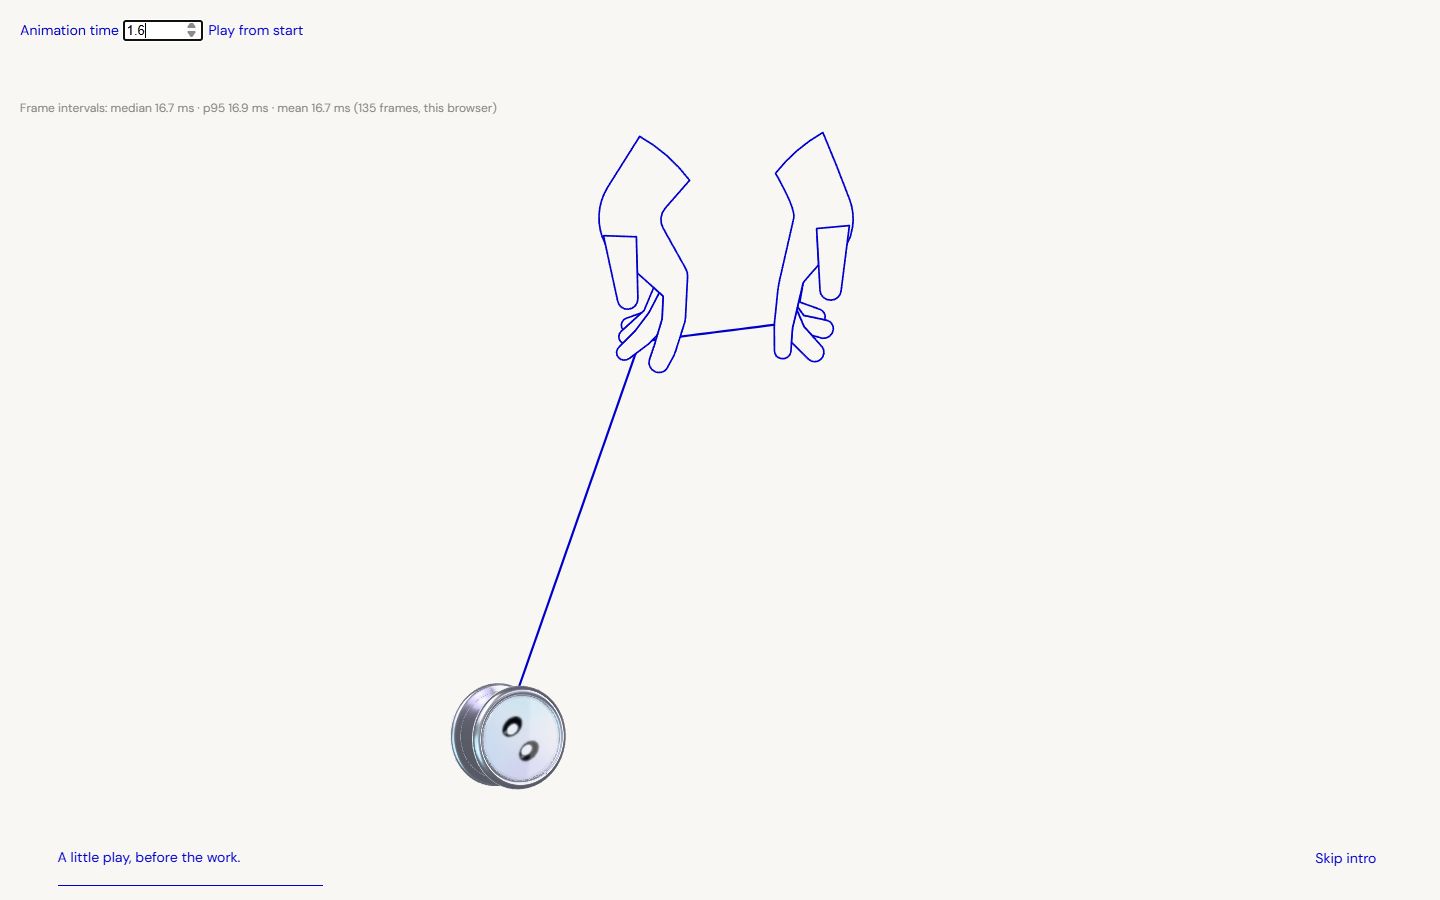 Animation time 1.6 Play from start
Frame intervals: median 16.7 ms · p95 16.9 ms · mean 16.7 ms (135 frames, this browser)
A little play, before the work.
Skip intro